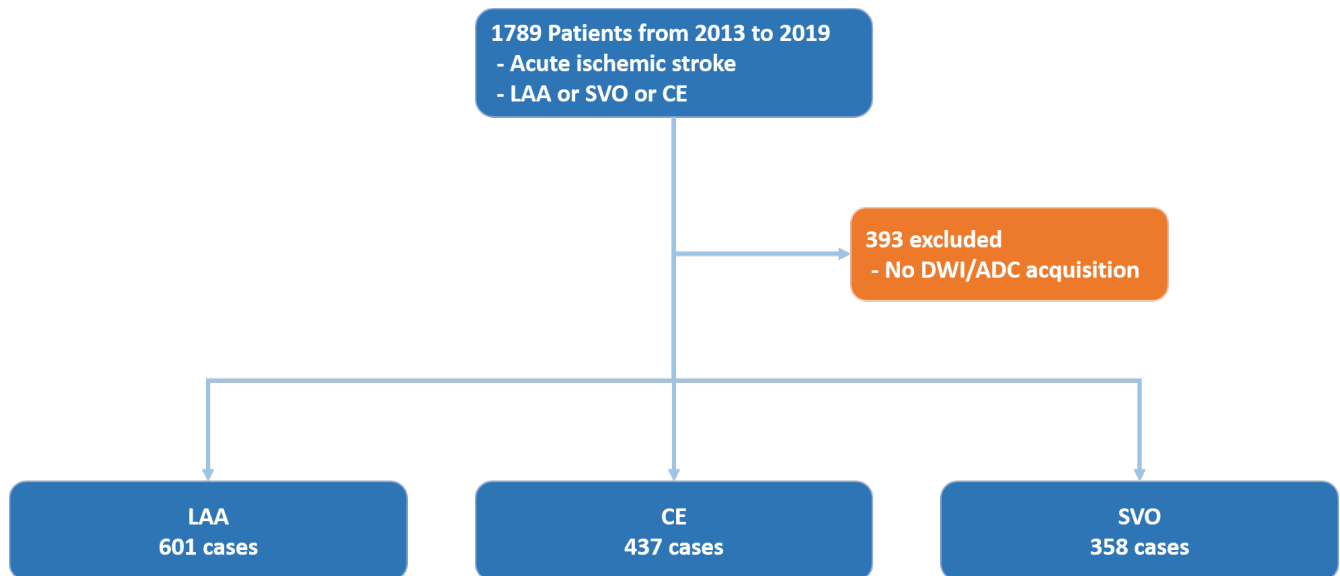 1789 Patients from 2013 to 2019
- Acute ischemic stroke
- LAA or SVO or CE
393 excluded
- No DWI/ADC acquisition
LAA
601 cases
CE
437 cases
SVO
358 cases